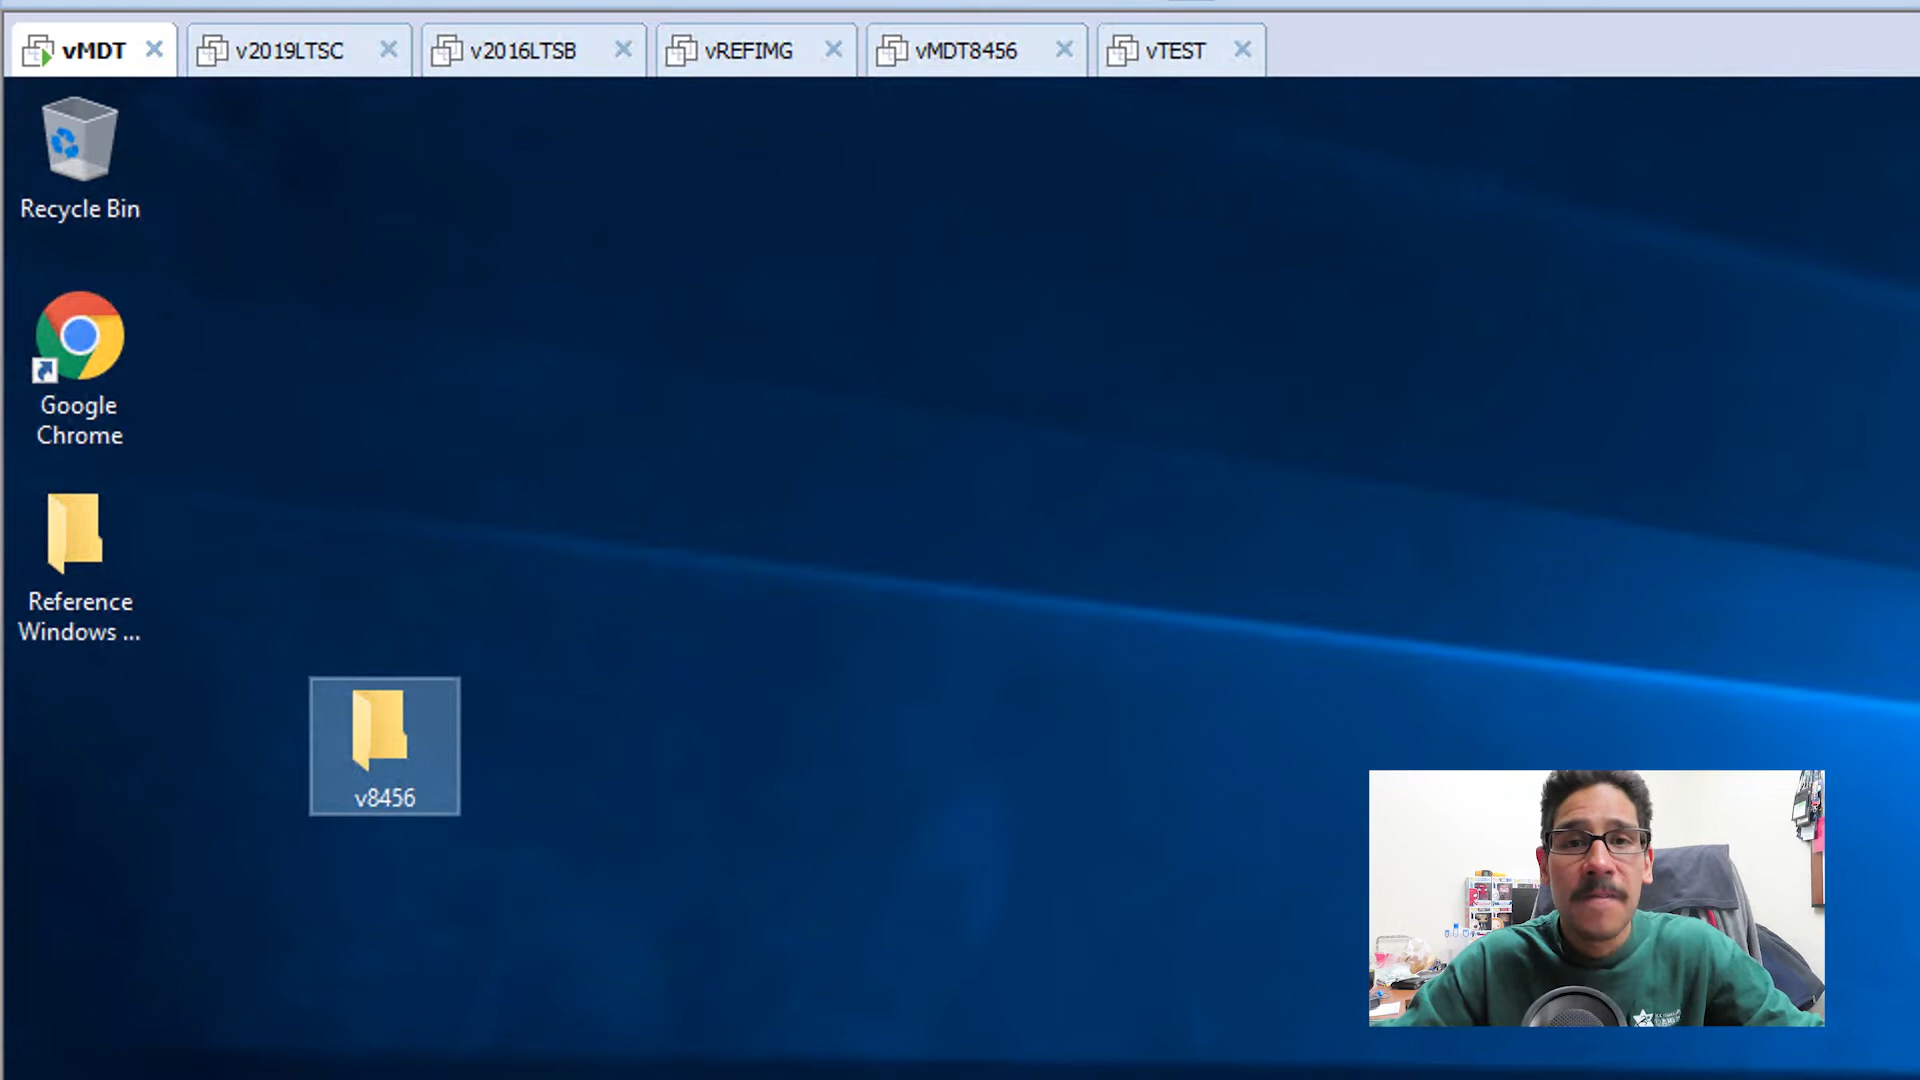 vMDT
v2019LTSC
v2016LTSB
vREFIMG
vMDT8456
vTEST
Recycle Bin
Google
Chrome
Reference
Windows ...
v8456